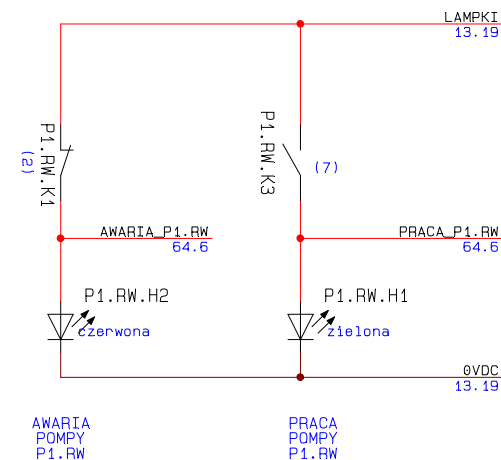 LAMPKI
13.19
P1.RW.K1
(2)
P1.RW.K3
(7)
AWARIA_P1.RW
64.6
PRACA_P1.RW
64.6
P1.RW.H2
czerwona
P1.RW.H1
zielona
0VDC
13.19
AWARIA
POMPY
P1.RW
PRACA
POMPY
P1.RW